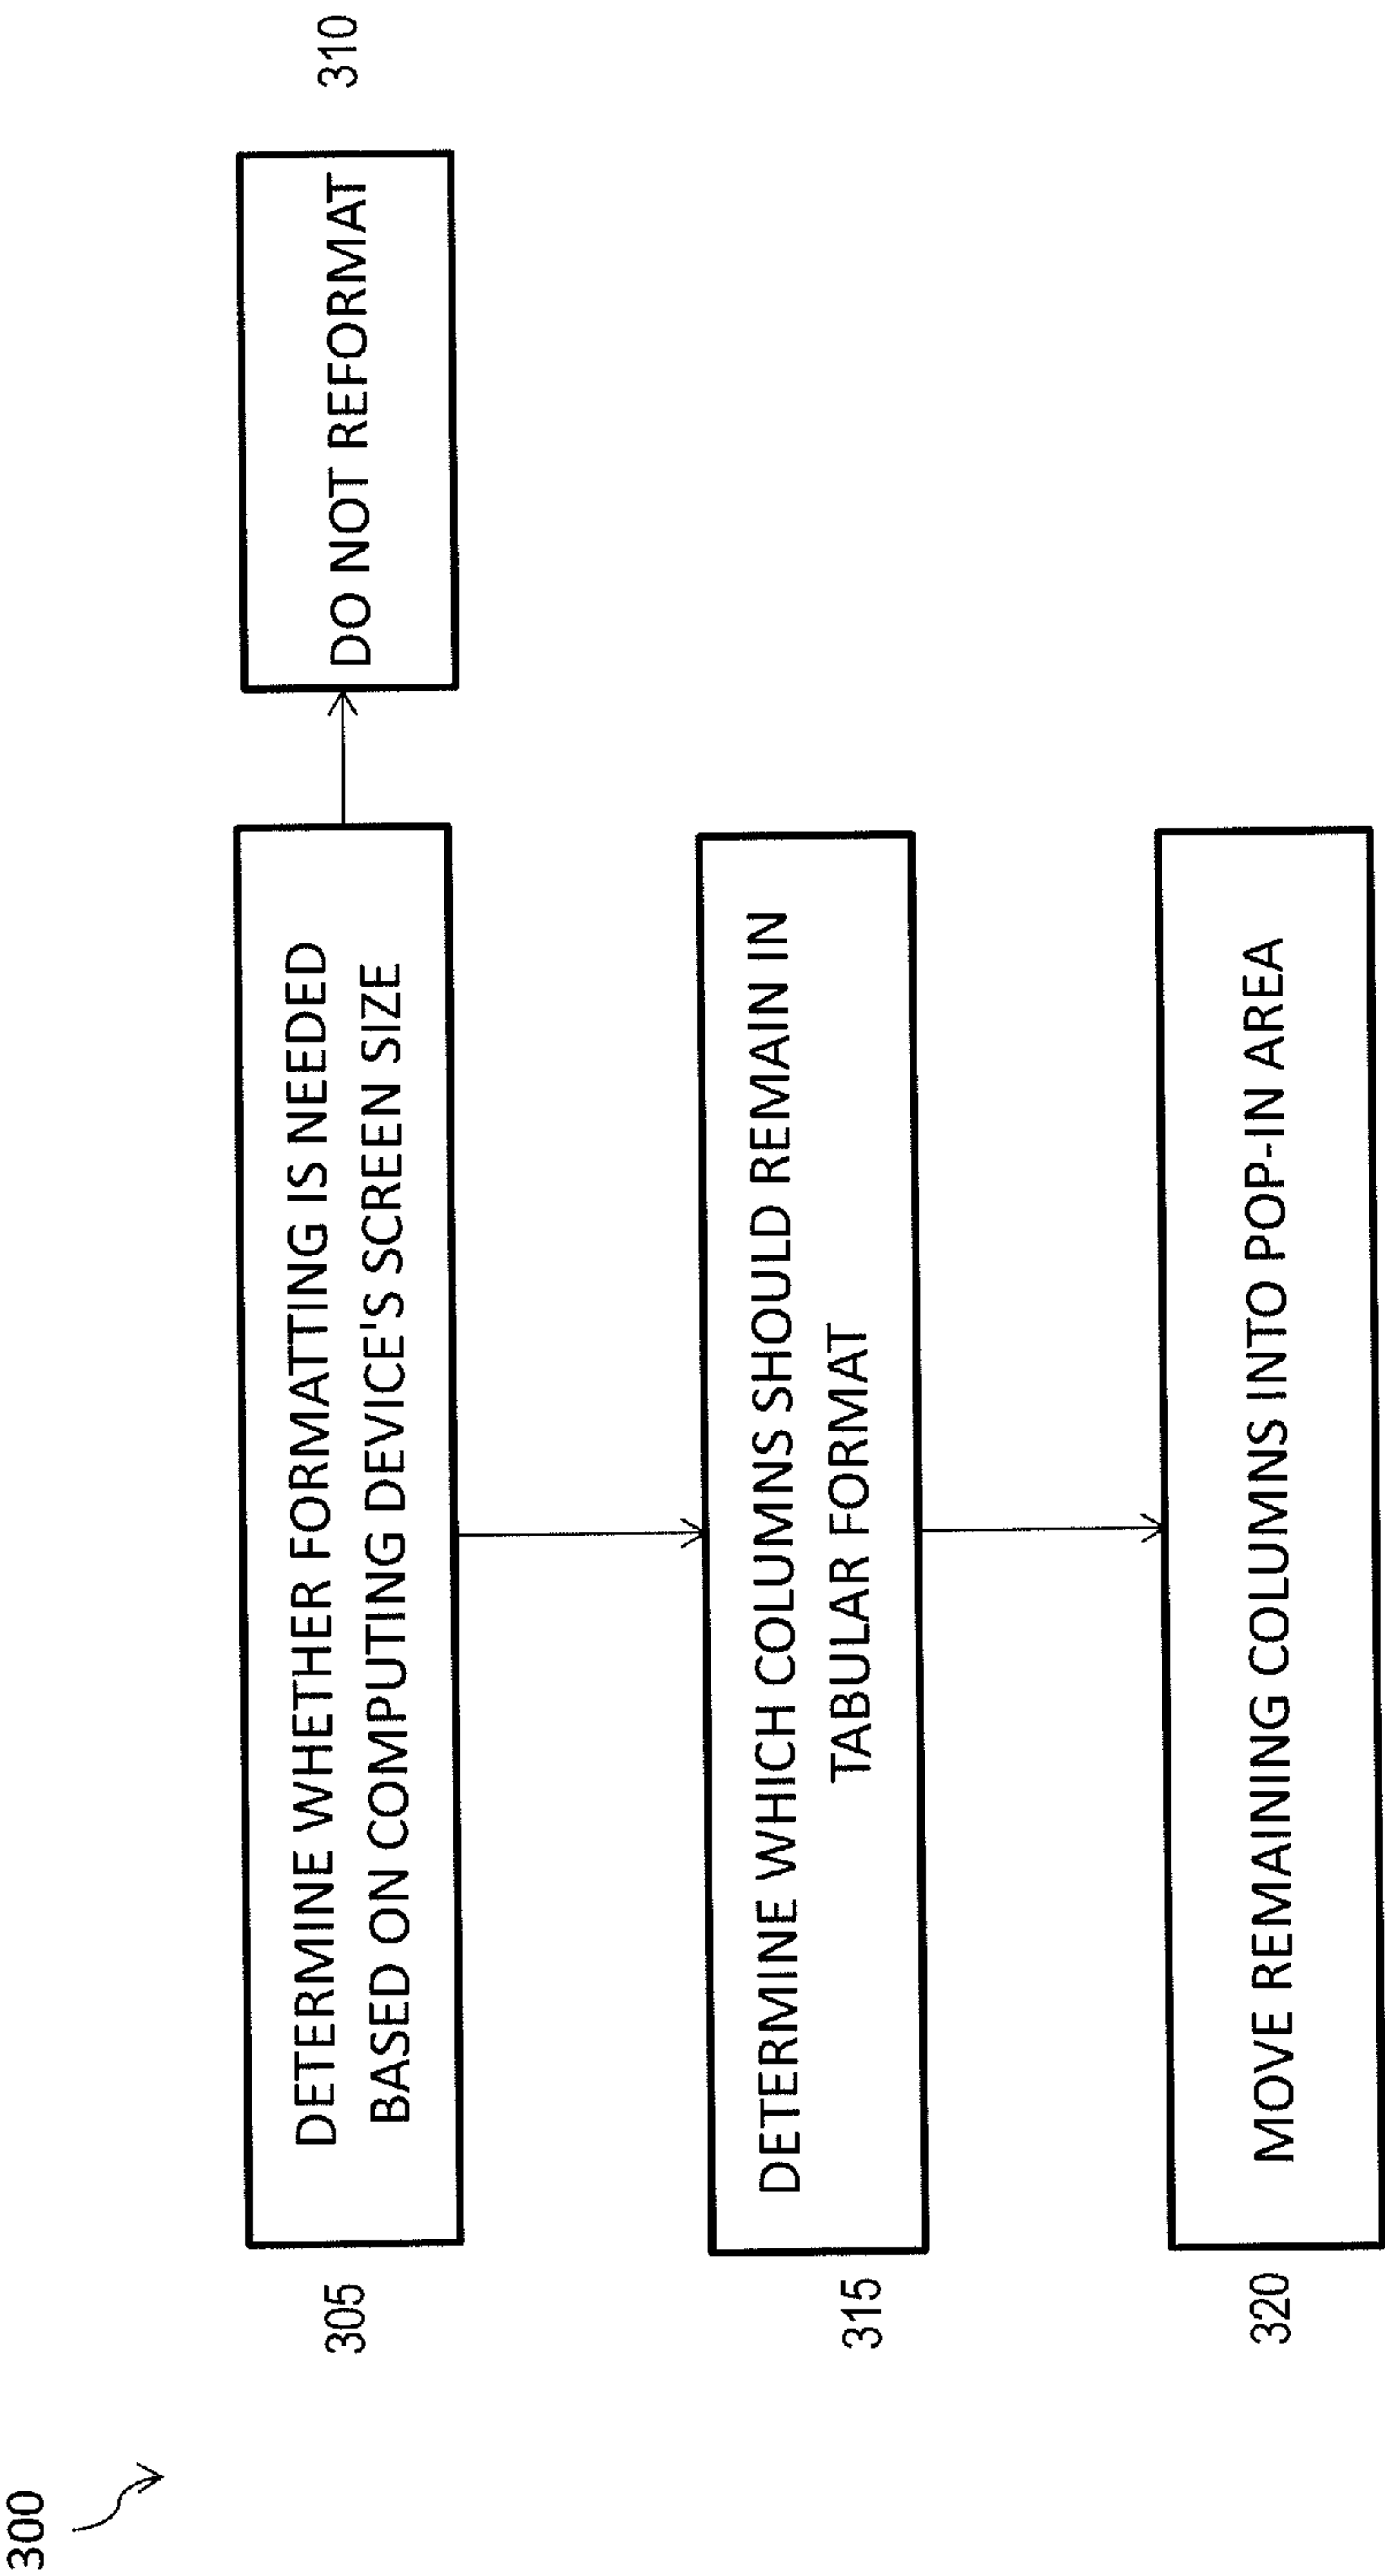 300
305
DETERMINE WHETHER FORMATTING IS NEEDED
BASED ON COMPUTING DEVICE'S SCREEN SIZE
DO NOT REFORMAT
310
315
DETERMINE WHICH COLUMNS SHOULD REMAIN IN
TABULAR FORMAT
320
MOVE REMAINING COLUMNS INTO POP-IN AREA